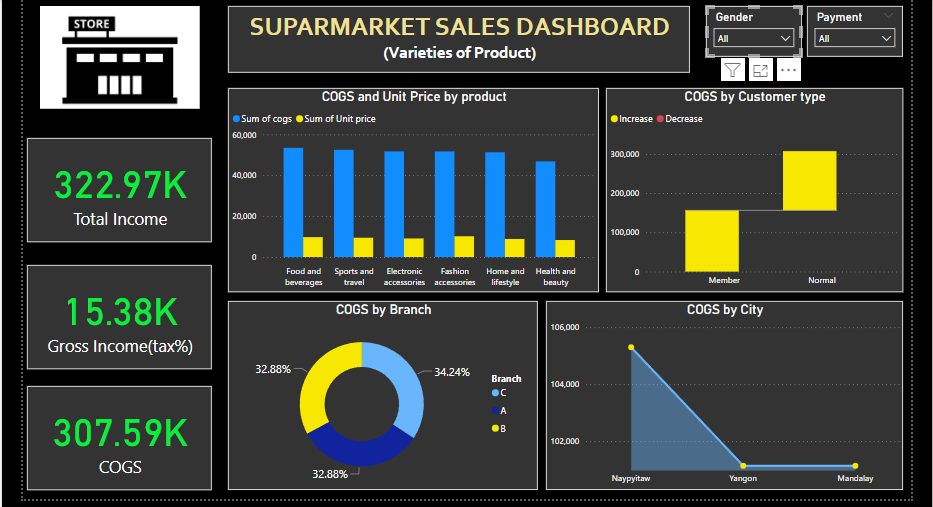 STORE
SUPARMARKET SALES DASHBOARD
(Varieties of Product)
Gender
All
Payment
All
322.97K
Total Income
15.38K
Gross Income(tax%)
307.59K
COGS
COGS and Unit Price by product
Sum of cogs Sum of Unit price
60,000
40,000
20,000
0
Food and beverages
Sports and travel
Electronic accessories
Fashion accessories
Home and lifestyle
Health and beauty
COGS by Customer type
Increase Decrease
300,000
200,000
100,000
0
Member Normal
COGS by Branch
32.88%
34.24%
32.88%
Branch
C
A
B
COGS by City
106,000
104,000
102,000
Naypyitaw Yangon Mandalay